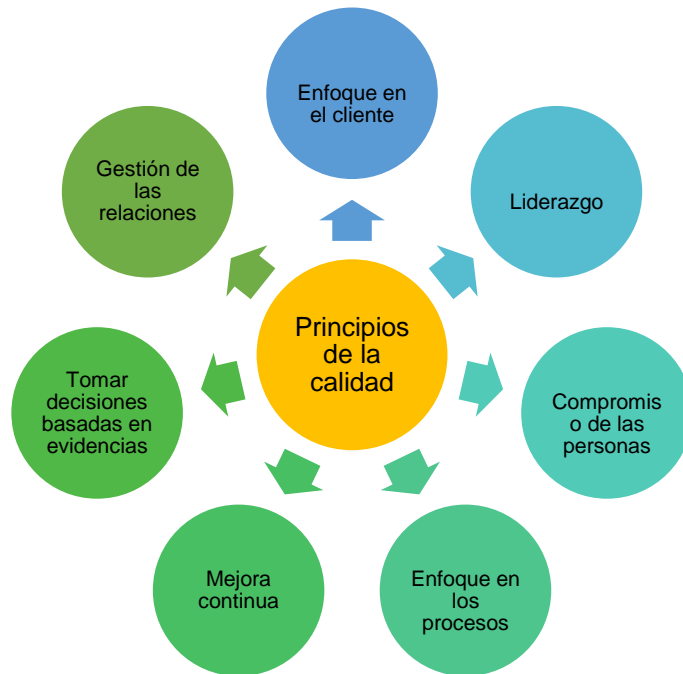 Enfoque en
el cliente
Liderazgo
Compromis
o de las
personas
Enfoque en
los
procesos
Mejora
continua
Tomar
decisiones
basadas en
evidencias
Gestión de
las
relaciones
Principios
de la
calidad